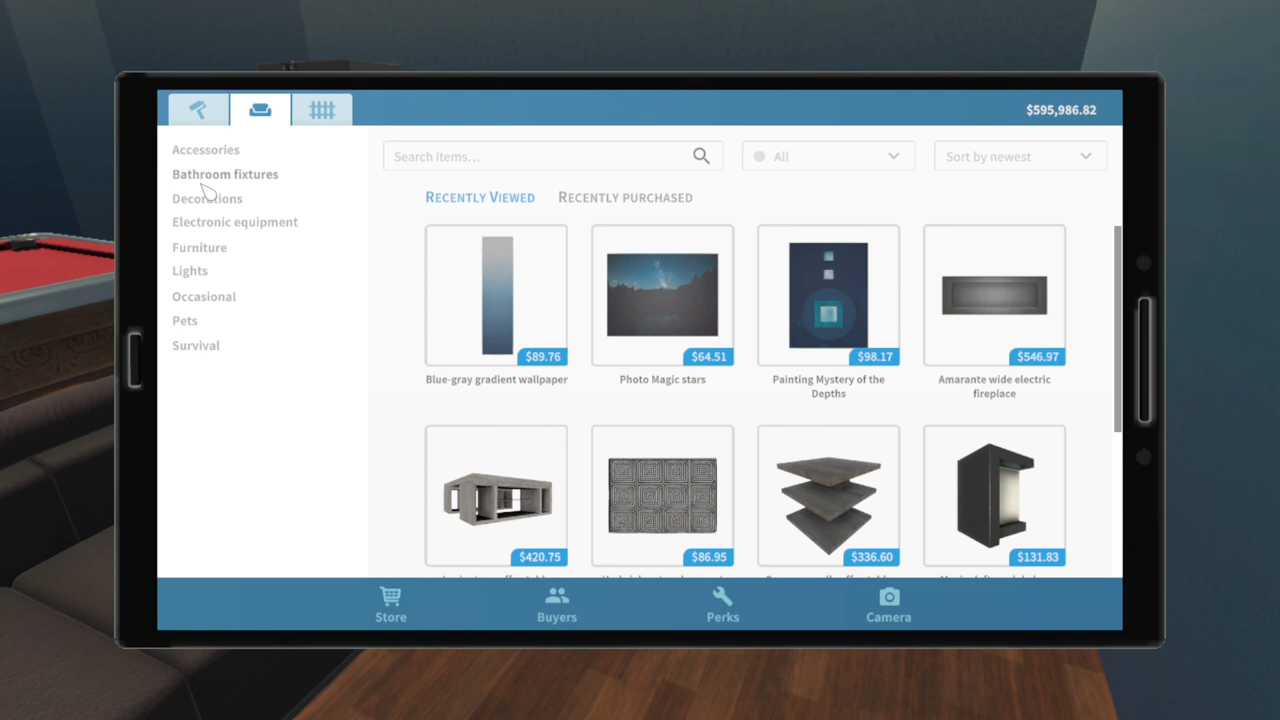 $595,986.82
Accessories
Bathroom fixtures
Decorations
Electronic equipment
Furniture
Lights
Occasional
Pets
Survival
Search items...
All
Sort by newest
RECENTLY VIEWED
RECENTLY PURCHASED
$89.76
Blue-gray gradient wallpaper
$64.51
Photo Magic stars
$98.17
Painting Mystery of the
Depths
$546.97
Amarante wide electric
fireplace
$420.75
$86.95
$336.60
$131.83
Store
Buyers
Perks
Camera